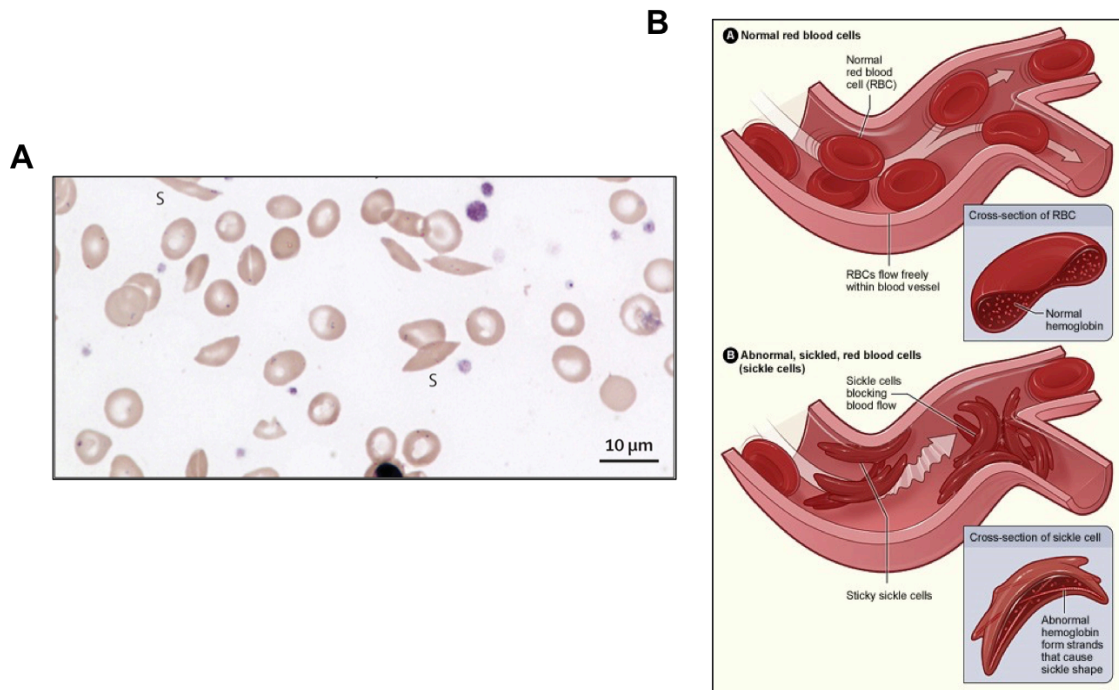 A
S
S
10 μm
B
A Normal red blood cells
Normal
red blood
cell (RBC)
RBCs flow freely
within blood vessel
Cross-section of RBC
Normal
hemoglobin
B Abnormal, sickled, red blood cells
(sickle cells)
Sickle cells
blocking
blood flow
Sticky sickle cells
Cross-section of sickle cell
Abnormal
hemoglobin
form strands
that cause
sickle shape